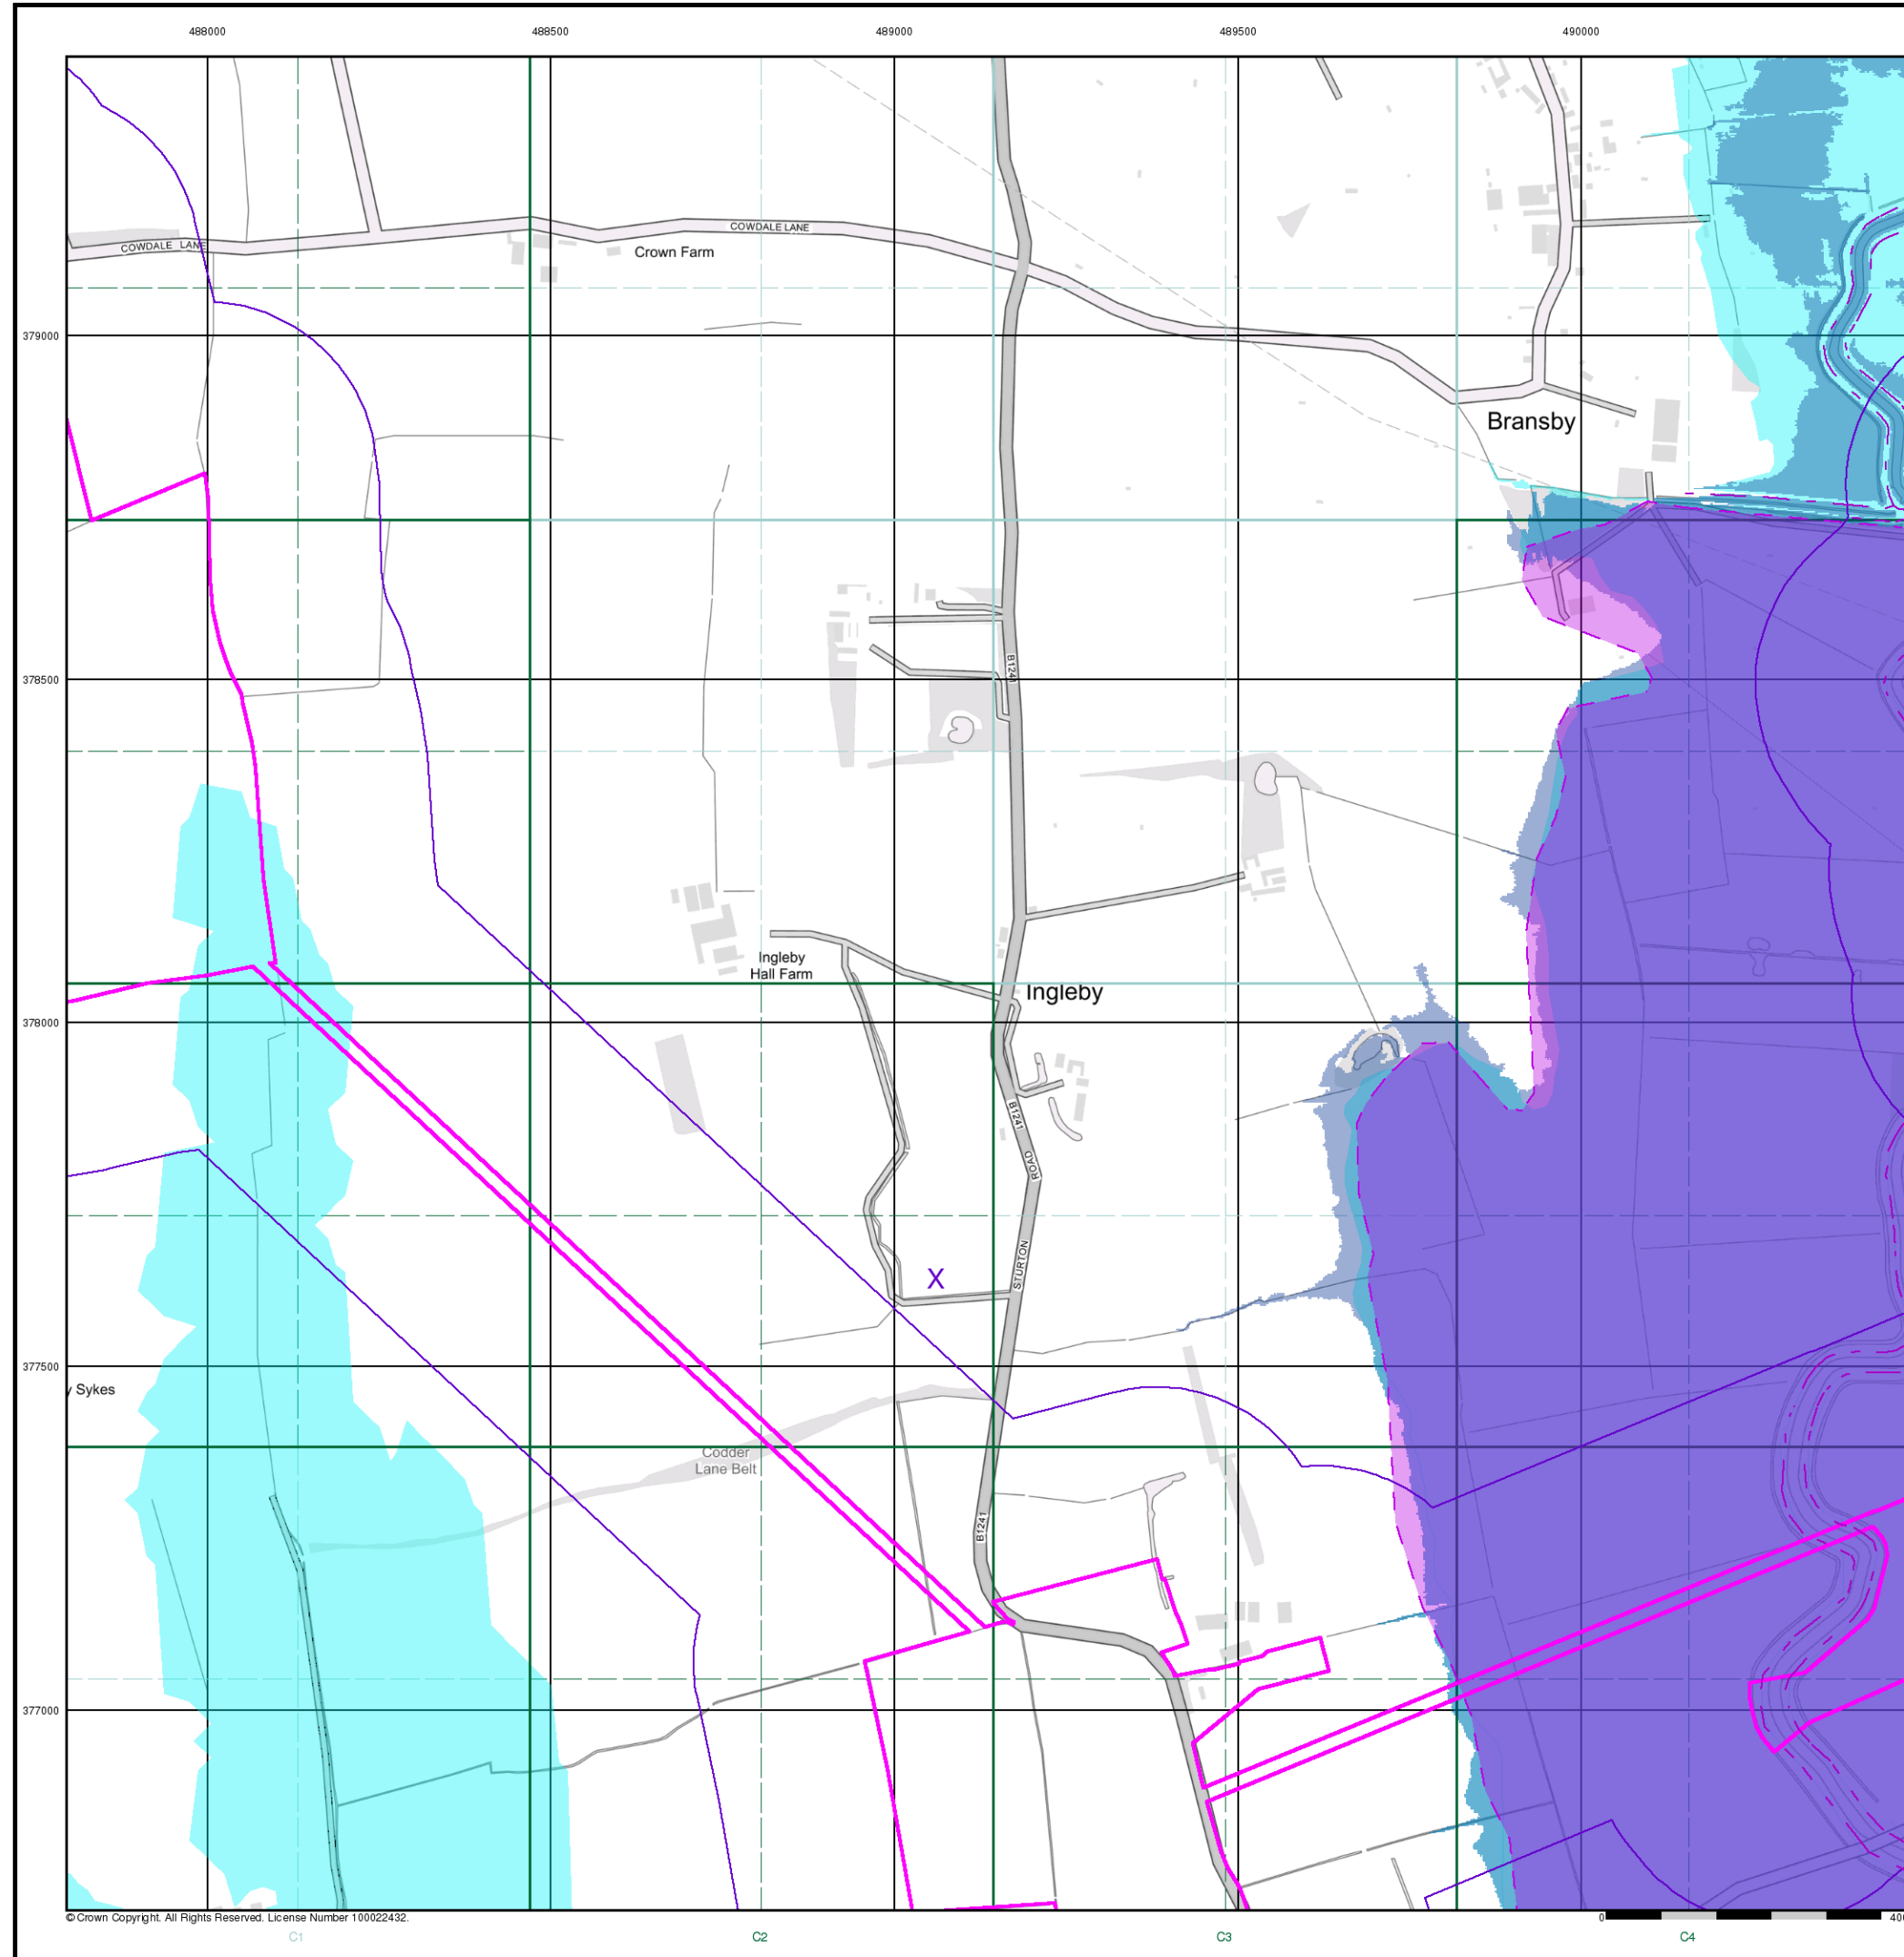 488000 488500 489000 489500 490000
COWDALE LANE
COWDALE LANE
Crown Farm
379000
Bransby
378500
B1241
Ingleby
Hall Farm
Ingleby
378000
B1241
ROAD
STURTON
X
377500
y Sykes
Codder
Lane Belt
B1241
377000
© Crown Copyright. All Rights Reserved. License Number 100022432.
0 400
C1 C2 C3 C4